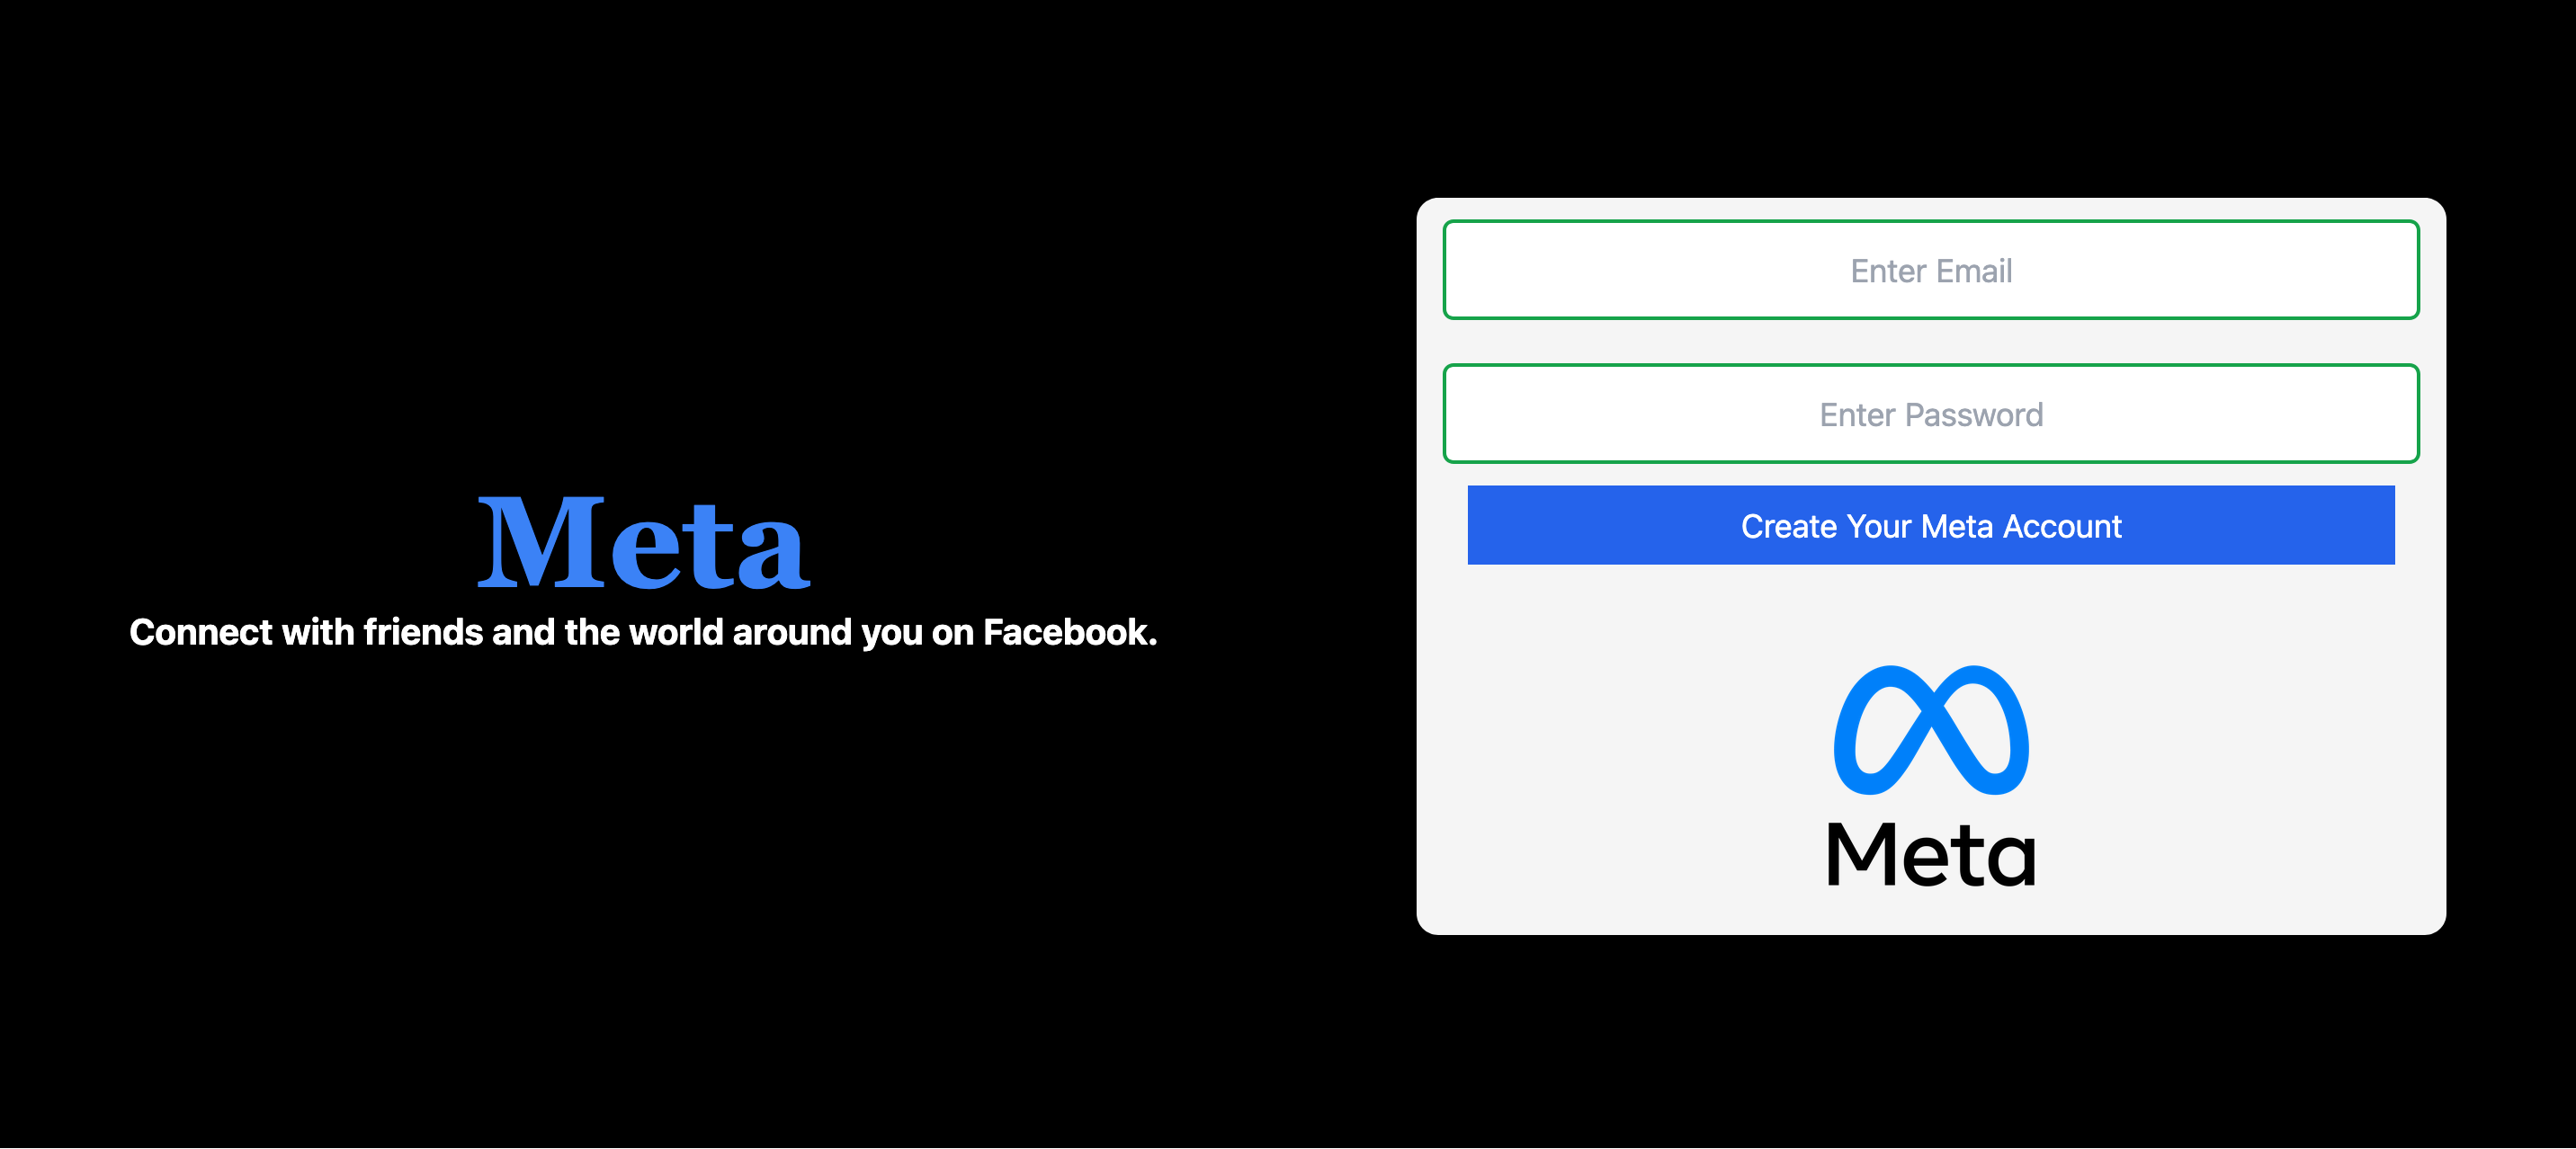 Meta
Connect with friends and the world around you on Facebook.
Enter Email
Enter Password
Create Your Meta Account
Meta